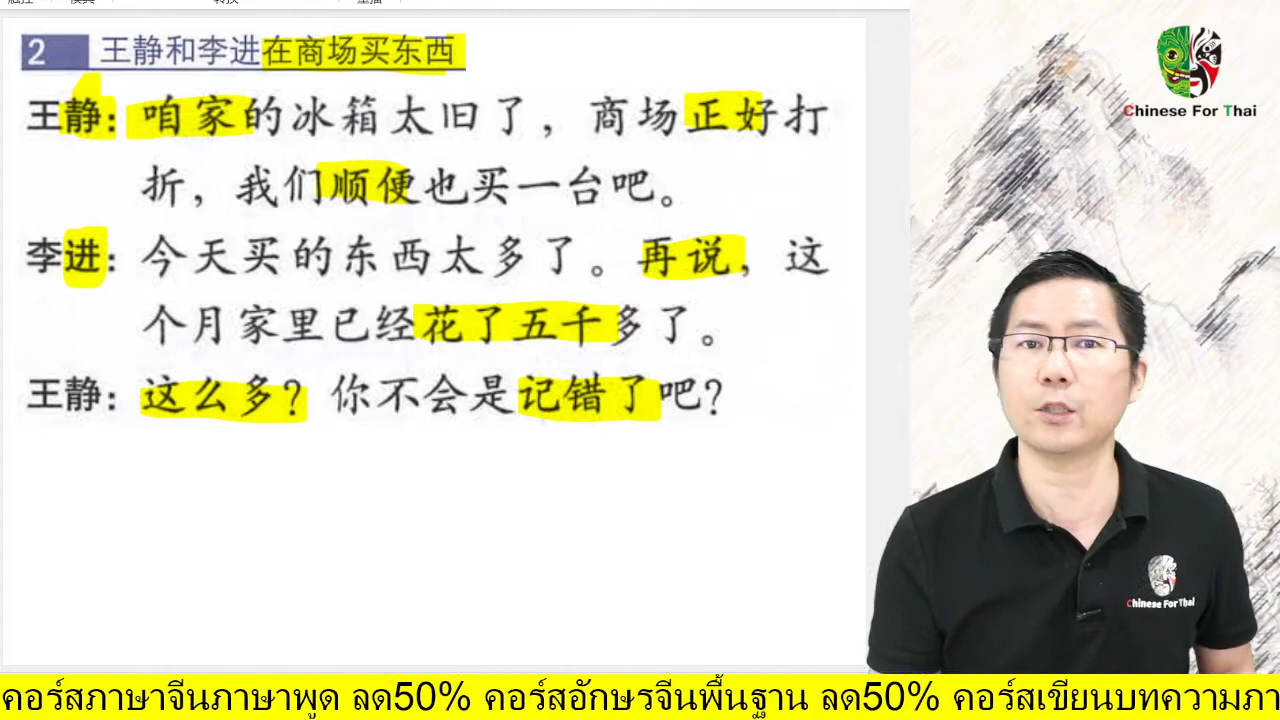 2 王静和李进在商场买东西
王静：咱家的冰箱太旧了，商场正好打
折，我们顺便也买一台吧。
李进：今天买的东西太多了。再说，这
个月家里已经花了五千多了。
王静：这么多？你不会是记错了吧？
Chinese For Thai
Chinese For Thai
คอร์สภาษาจีนภาษาพูด ลด50% คอร์สอักษรจีนพื้นฐาน ลด50% คอร์สเขียนบทความภา